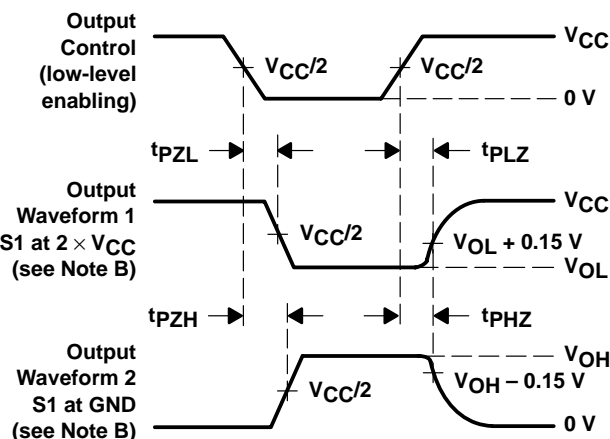 Output
Control
(low-level
enabling)
VCC
VCC/2
VCC/2
0 V
tPZL
tPLZ
Output
Waveform 1
S1 at 2 × VCC
(see Note B)
VCC
VCC/2
VOL + 0.15 V
VOL
tPZH
tPHZ
Output
Waveform 2
S1 at GND
(see Note B)
VOH
VCC/2
VOH – 0.15 V
0 V